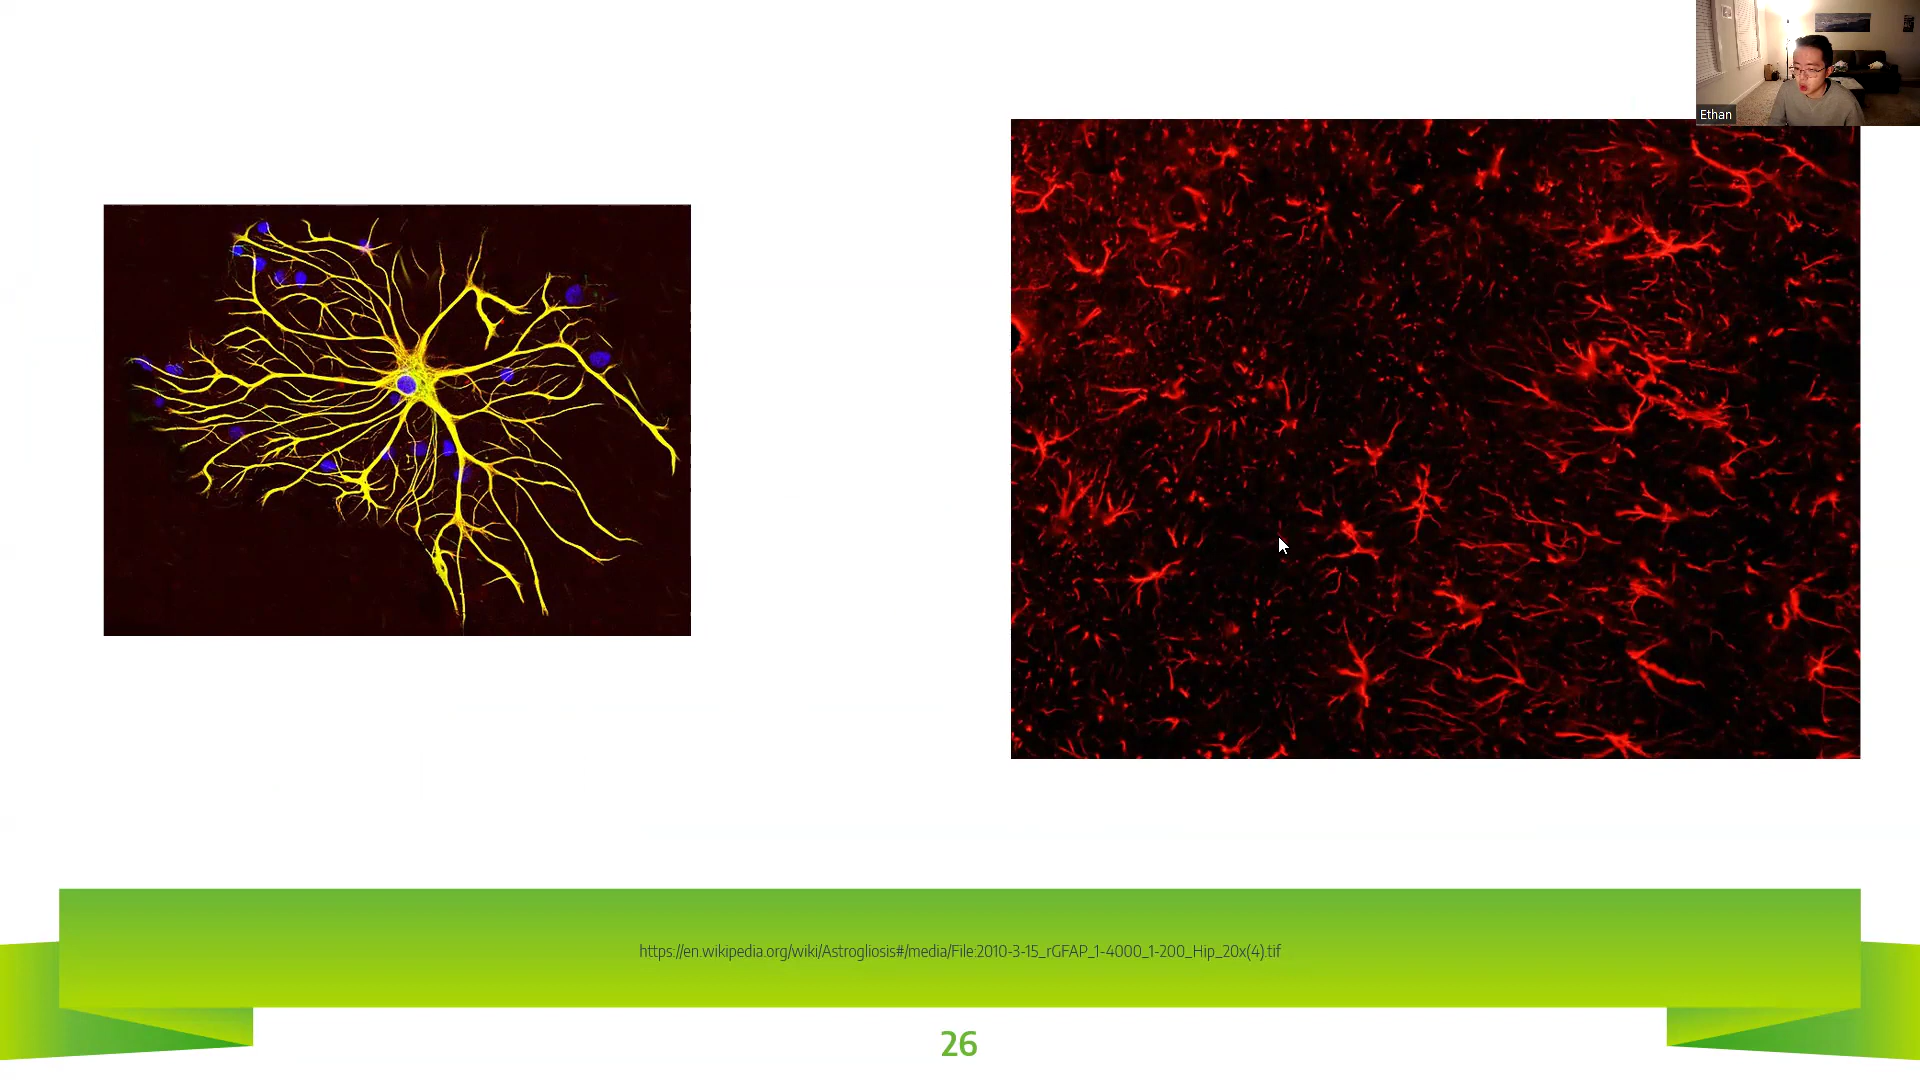 Ethan
https://en.wikipedia.org/wiki/Astrogliosis#/media/File:2010-3-15_rGFAP_1-4000_1-200_Hip_20x(4).tif
26